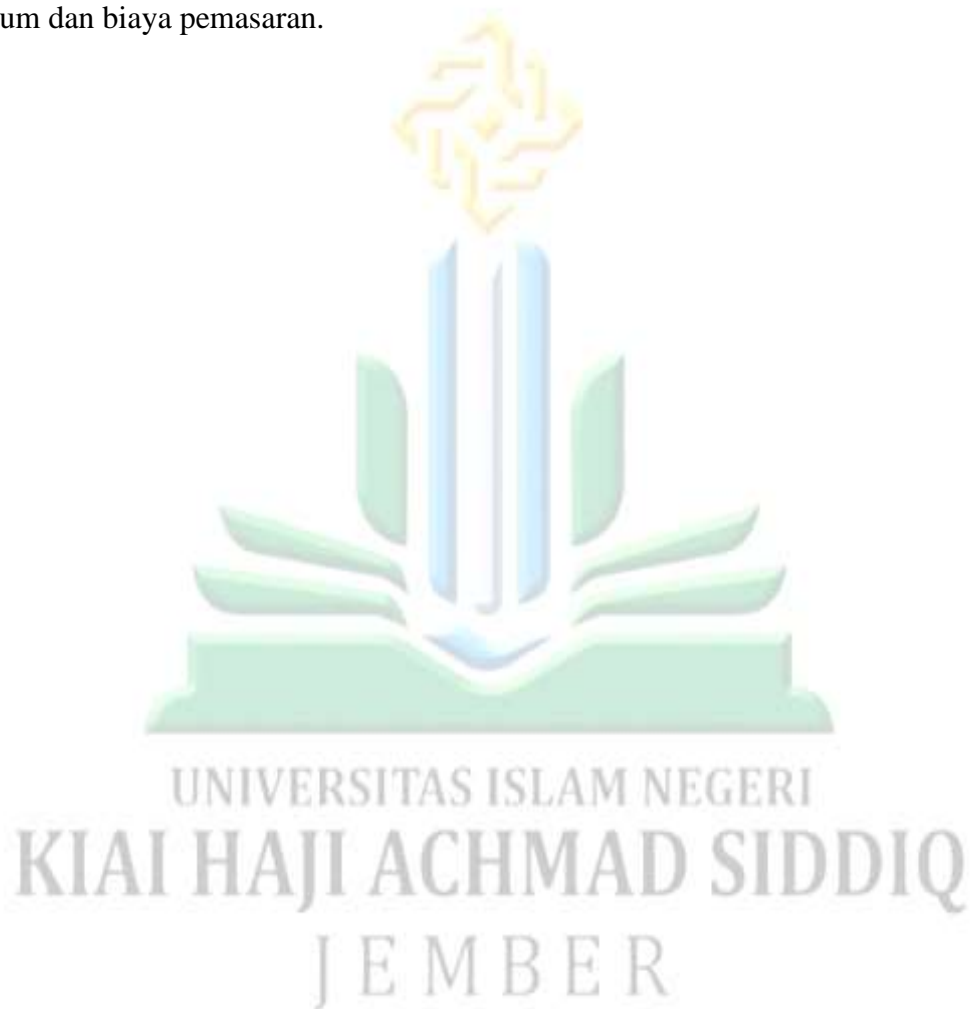 um dan biaya pemasaran.
UNIVERSITAS ISLAM NEGERI
KIAI HAJI ACHMAD SIDDIQ
JEMBER